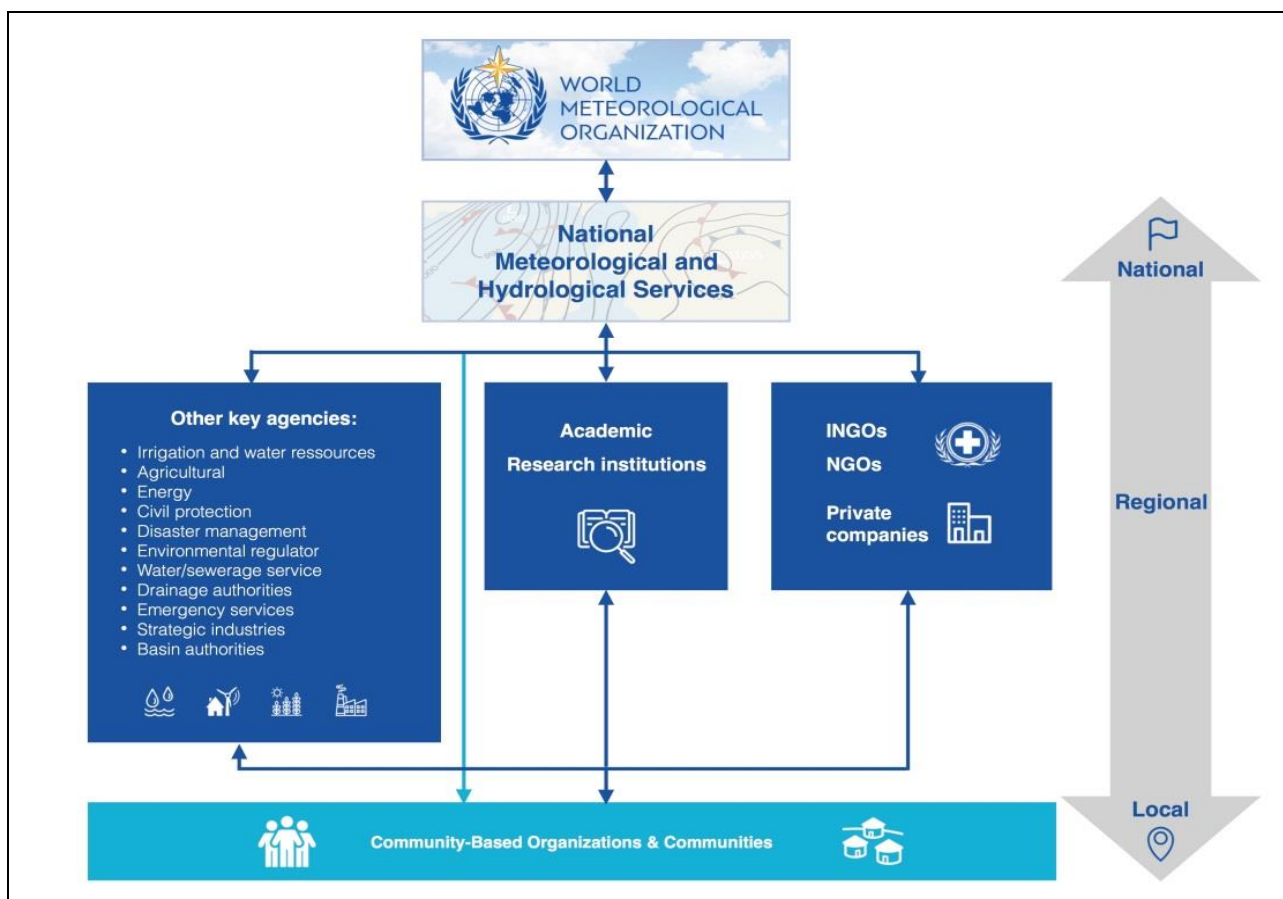 WORLD
METEOROLOGICAL
ORGANIZATION
National
Meteorological and
Hydrological Services
National
Regional
Local
Other key agencies:
• Irrigation and water ressources
• Agricultural
• Energy
• Civil protection
• Disaster management
• Environmental regulator
• Water/sewerage service
• Drainage authorities
• Emergency services
• Strategic industries
• Basin authorities
Academic
Research institutions
INGOs
NGOs
Private
companies
Community-Based Organizations & Communities